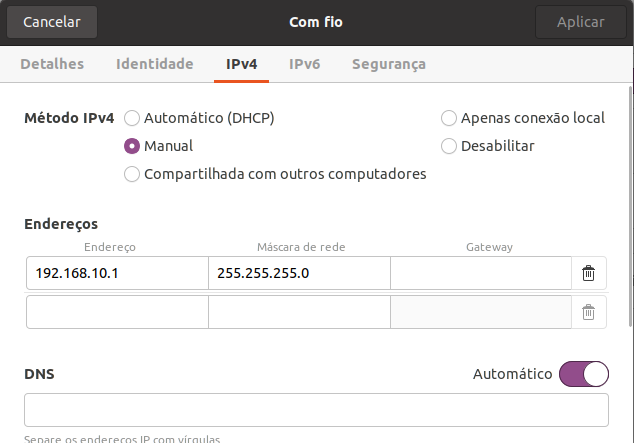 Cancelar Com fio Aplicar
Detalhes Identidade IPv4 IPv6 Segurança
Método IPv4 Automático (DHCP) Apenas conexão local
Manual Desabilitar
Compartilhada com outros computadores
Endereços
Endereço Máscara de rede Gateway
192.168.10.1 255.255.255.0
DNS Automático
Separe os endereços IP com vírgulas